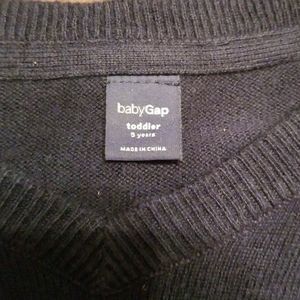 babyGap
toddler
5 years
MADE IN CHINA